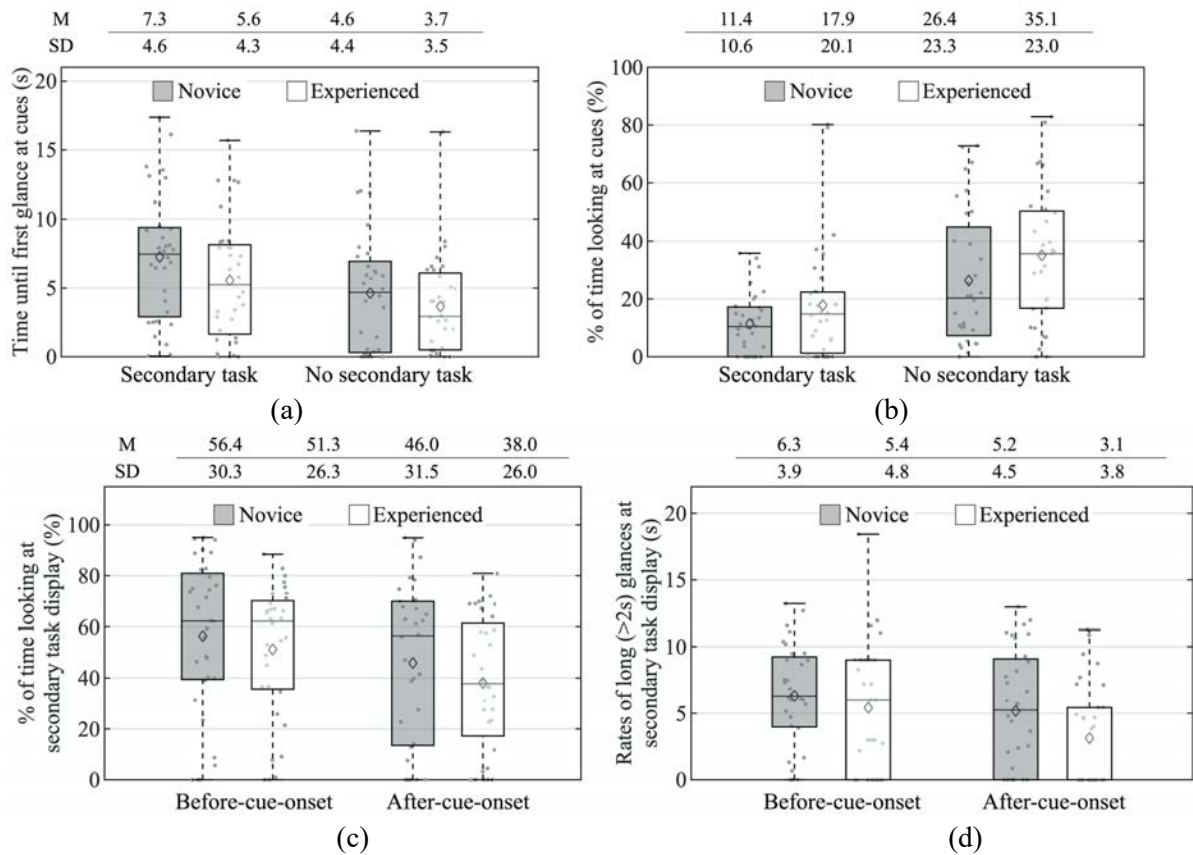 M 7.3 5.6 4.6 3.7
SD 4.6 4.3 4.4 3.5
Time until first glance at cues (s)
20
15
10
5
0
Novice Experienced
Secondary task No secondary task
(a)
11.4 17.9 26.4 35.1
10.6 20.1 23.3 23.0
% of time looking at cues (%)
100
80
60
40
20
0
Novice Experienced
Secondary task No secondary task
(b)
M 56.4 51.3 46.0 38.0
SD 30.3 26.3 31.5 26.0
% of time looking at
secondary task display (%)
100
80
60
40
20
0
Novice Experienced
Before-cue-onset After-cue-onset
(c)
6.3 5.4 5.2 3.1
3.9 4.8 4.5 3.8
Rates of long (>2s) glances at
secondary task display (s)
20
15
10
5
0
Novice Experienced
Before-cue-onset After-cue-onset
(d)